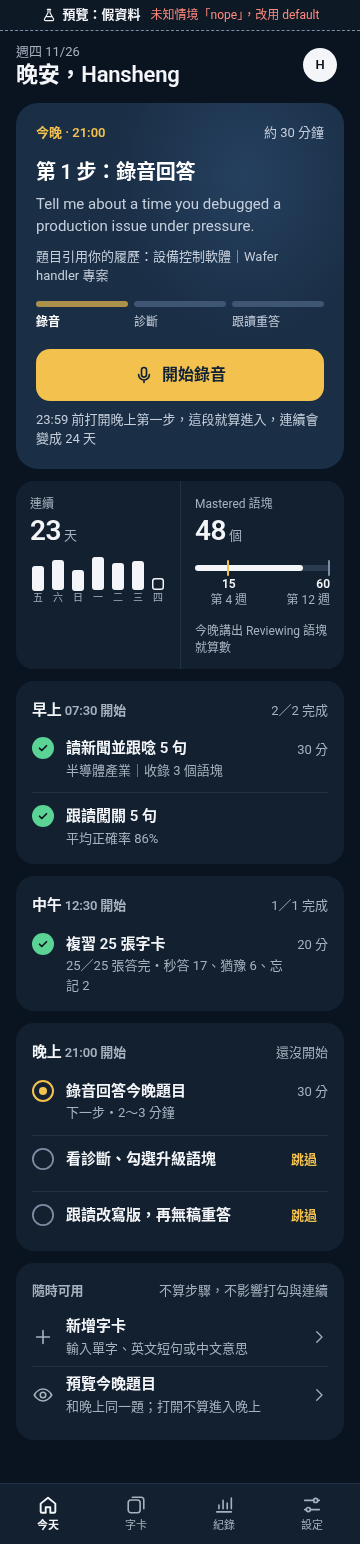 預覽：假資料 未知情境「nope」，改用 default
週四 11/26
晚安，Hansheng
H
今晚 · 21:00 約 30 分鐘
第 1 步：錄音回答
Tell me about a time you debugged a
production issue under pressure.
題目引用你的履歷：設備控制軟體｜Wafer
handler 專案
錄音 診斷 跟讀重答
開始錄音
23:59 前打開晚上第一步，這段就算進入，連續會
變成 24 天
連續
23 天
五 六 日 一 二 三 四
Mastered 語塊
48 個
15 60
第 4 週 第 12 週
今晚講出 Reviewing 語塊
就算數
早上 07:30 開始 2／2 完成
讀新聞並跟唸 5 句 30 分
半導體產業｜收錄 3 個語塊
跟讀闖關 5 句
平均正確率 86%
中午 12:30 開始 1／1 完成
複習 25 張字卡 20 分
25／25 張答完・秒答 17、猶豫 6、忘
記 2
晚上 21:00 開始 還沒開始
錄音回答今晚題目 30 分
下一步・2～3 分鐘
看診斷、勾選升級語塊 跳過
跟讀改寫版，再無稿重答 跳過
隨時可用 不算步驟，不影響打勾與連續
新增字卡
輸入單字、英文短句或中文意思
預覽今晚題目
和晚上同一題；打開不算進入晚上
今天 字卡 紀錄 設定